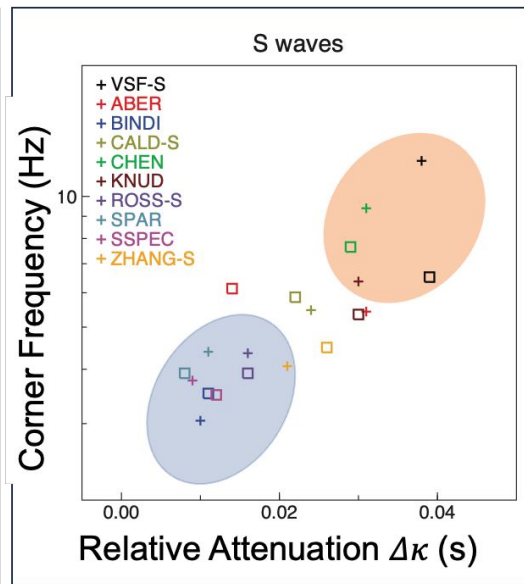 S waves
+ VSF-S
+ ABER
+ BINDI
+ CALD-S
+ CHEN
+ KNUD
+ ROSS-S
+ SPAR
+ SSPEC
+ ZHANG-S
Corner Frequency (Hz)
10
0.00 0.02 0.04
Relative Attenuation Δκ (s)